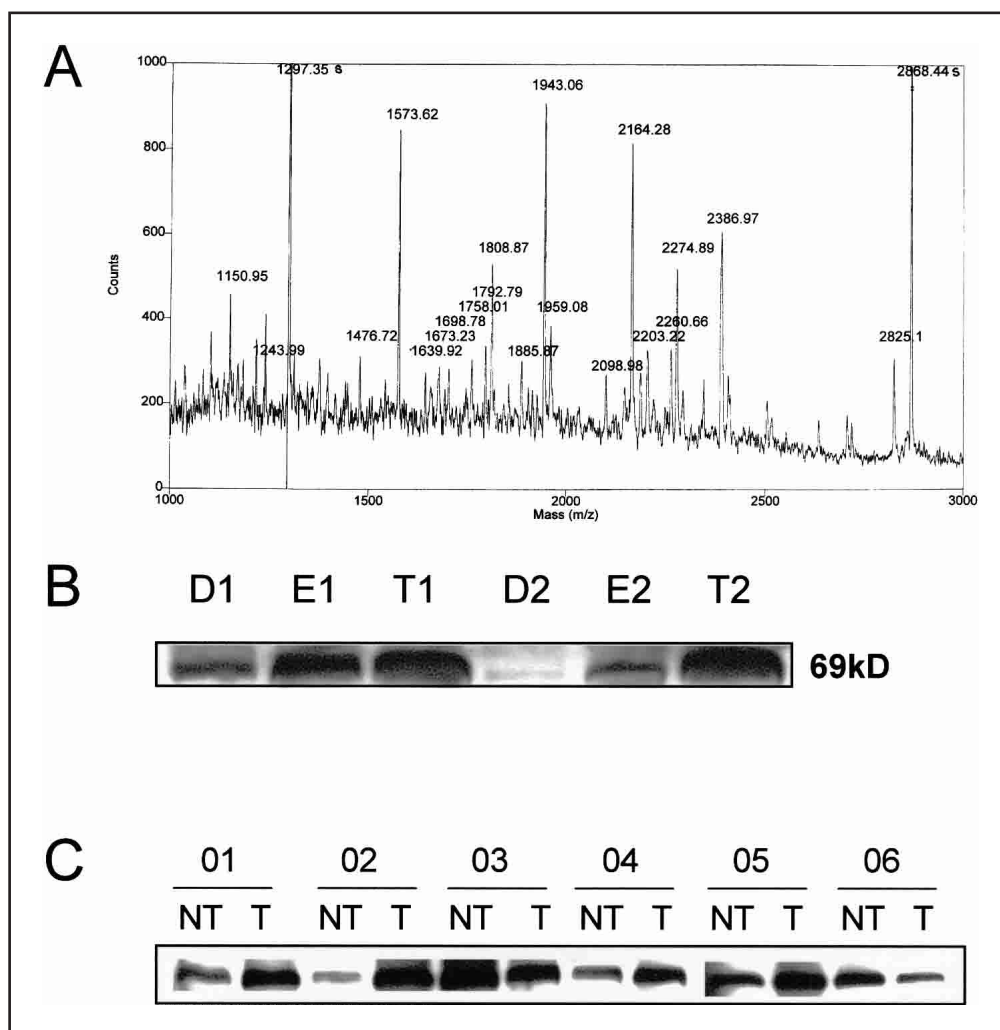 A
1000
800
600
400
200
0
Counts
1297.35 s
2868.44 s
1943.06
1573.62
2164.28
2386.97
1808.87
2274.89
1150.95
1792.79
1758.01
1959.08
1698.78
2260.66
1476.72
1673.23
2203.22
1243.99
1639.92
1885.87
2098.98
2825.1
1000 1500 2000 2500 3000
Mass (m/z)
B
D1 E1 T1 D2 E2 T2
69kD
C
01 02 03 04 05 06
NT T NT T NT T NT T NT T NT T